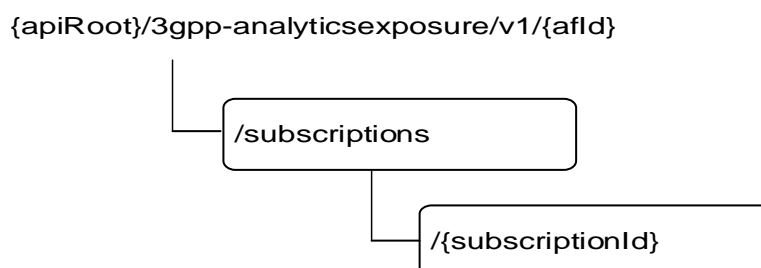 {apiRoot}/3gpp-analyticsexposure/v1/{afId}
/subscriptions
/{subscriptionId}